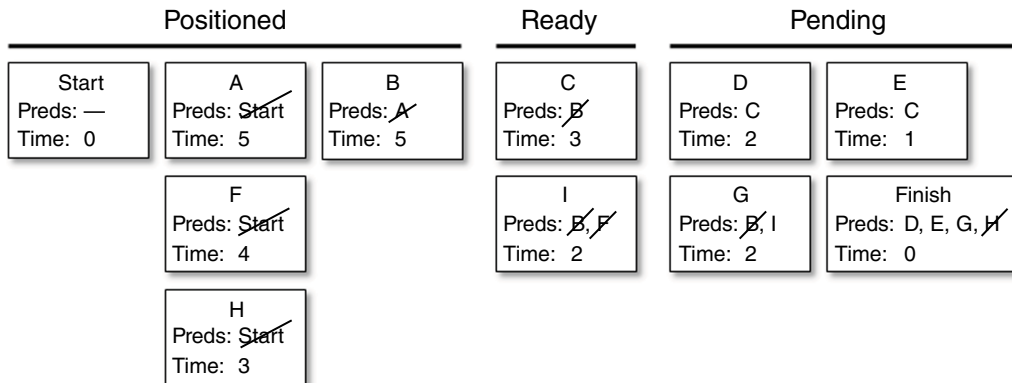 Positioned
Ready
Pending
Start
Preds: —
Time: 0
A
Preds: Start
Time: 5
B
Preds: A
Time: 5
F
Preds: Start
Time: 4
H
Preds: Start
Time: 3
C
Preds: B
Time: 3
I
Preds: B, F
Time: 2
D
Preds: C
Time: 2
E
Preds: C
Time: 1
G
Preds: B, I
Time: 2
Finish
Preds: D, E, G, H
Time: 0